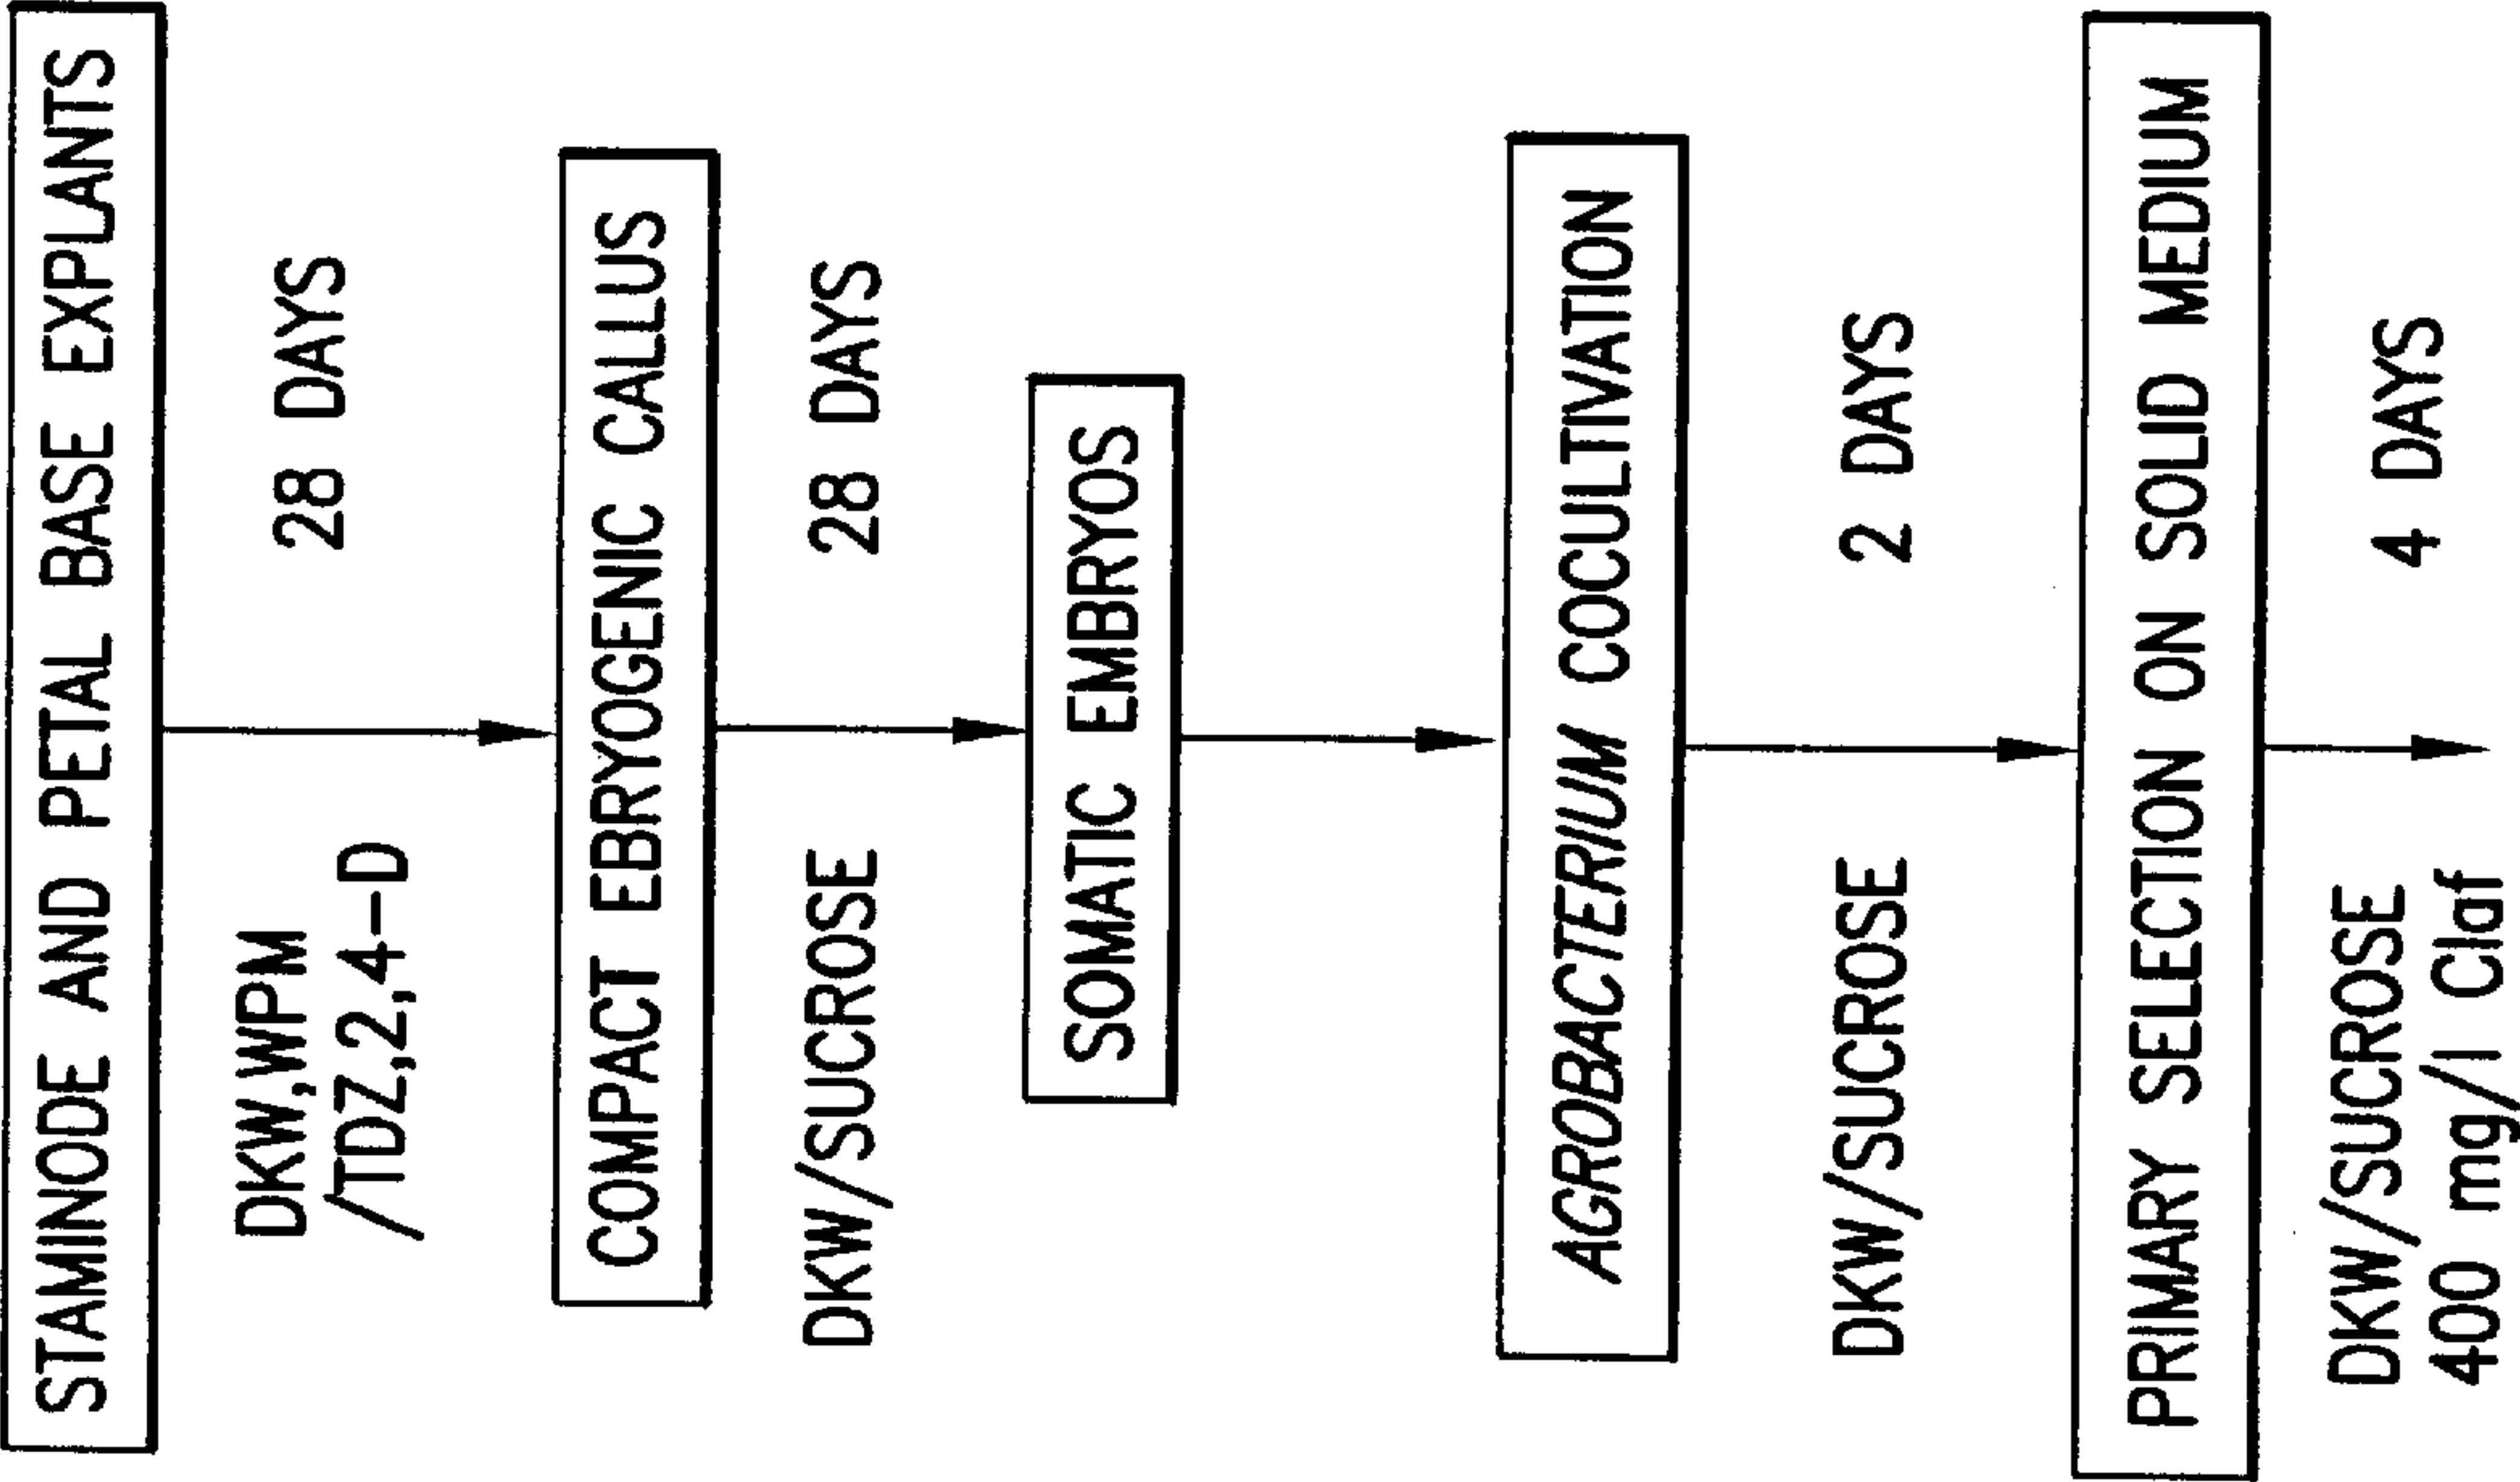 STAMINODE AND PETAL BASE EXPLANTS
DKW,WPM
/TDZ,2,4-D
28 DAYS
COMPACT EBRYOGENIC CALLUS
DKW/SUCROSE
28 DAYS
SOMATIC EMBRYOS
AGROBACTERIUM COCULTIVATION
DKW/SUCROSE
2 DAYS
PRIMARY SELECTION ON SOLID MEDIUM
DKW/SUCROSE
400 mg/l Claf
4 DAYS